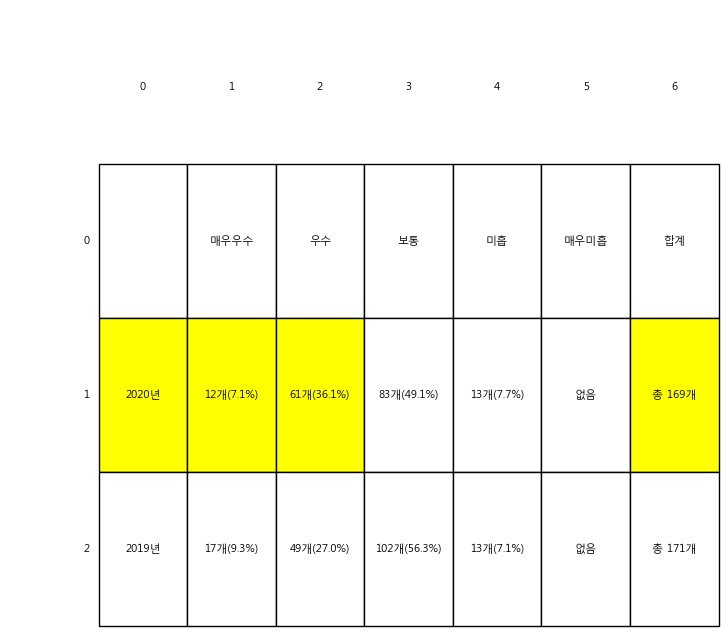 0 1 2 3 4 5 6
0 매우우수 우수 보통 미흡 매우미흡 합계
1 2020년 12개(7.1%) 61개(36.1%) 83개(49.1%) 13개(7.7%) 없음 총 169개
2 2019년 17개(9.3%) 49개(27.0%) 102개(56.3%) 13개(7.1%) 없음 총 171개